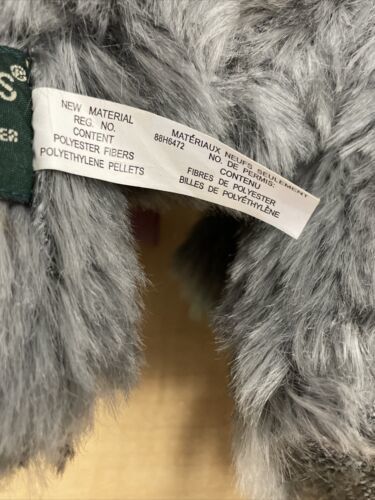 S®
ES
NEW MATERIAL
REG. NO.
CONTENT
POLYESTER FIBERS
POLYETHYLENE PELLETS
88H6472
MATÉRIAUX NEUFS SEULEMENT
NO. DE PERMIS:
CONTENU
FIBRES DE POLYESTER
BILLES DE POLYÉTHYLÈNE